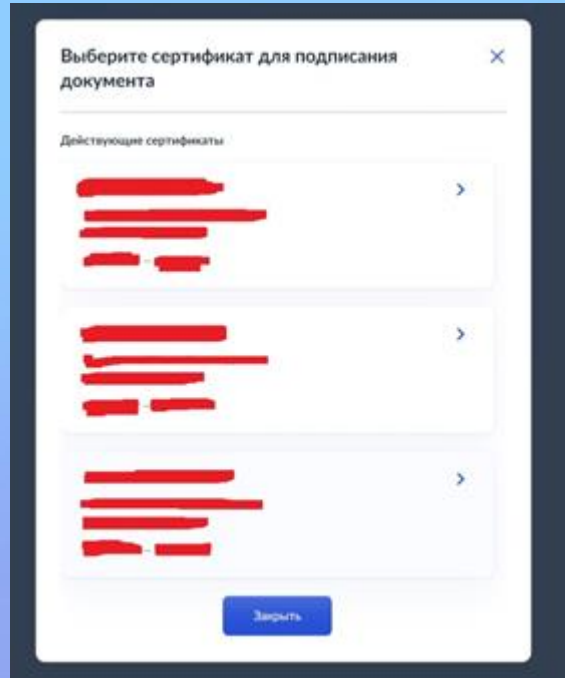 Выберите сертификат для подписания
документа
Действующие сертификаты
Закрыть